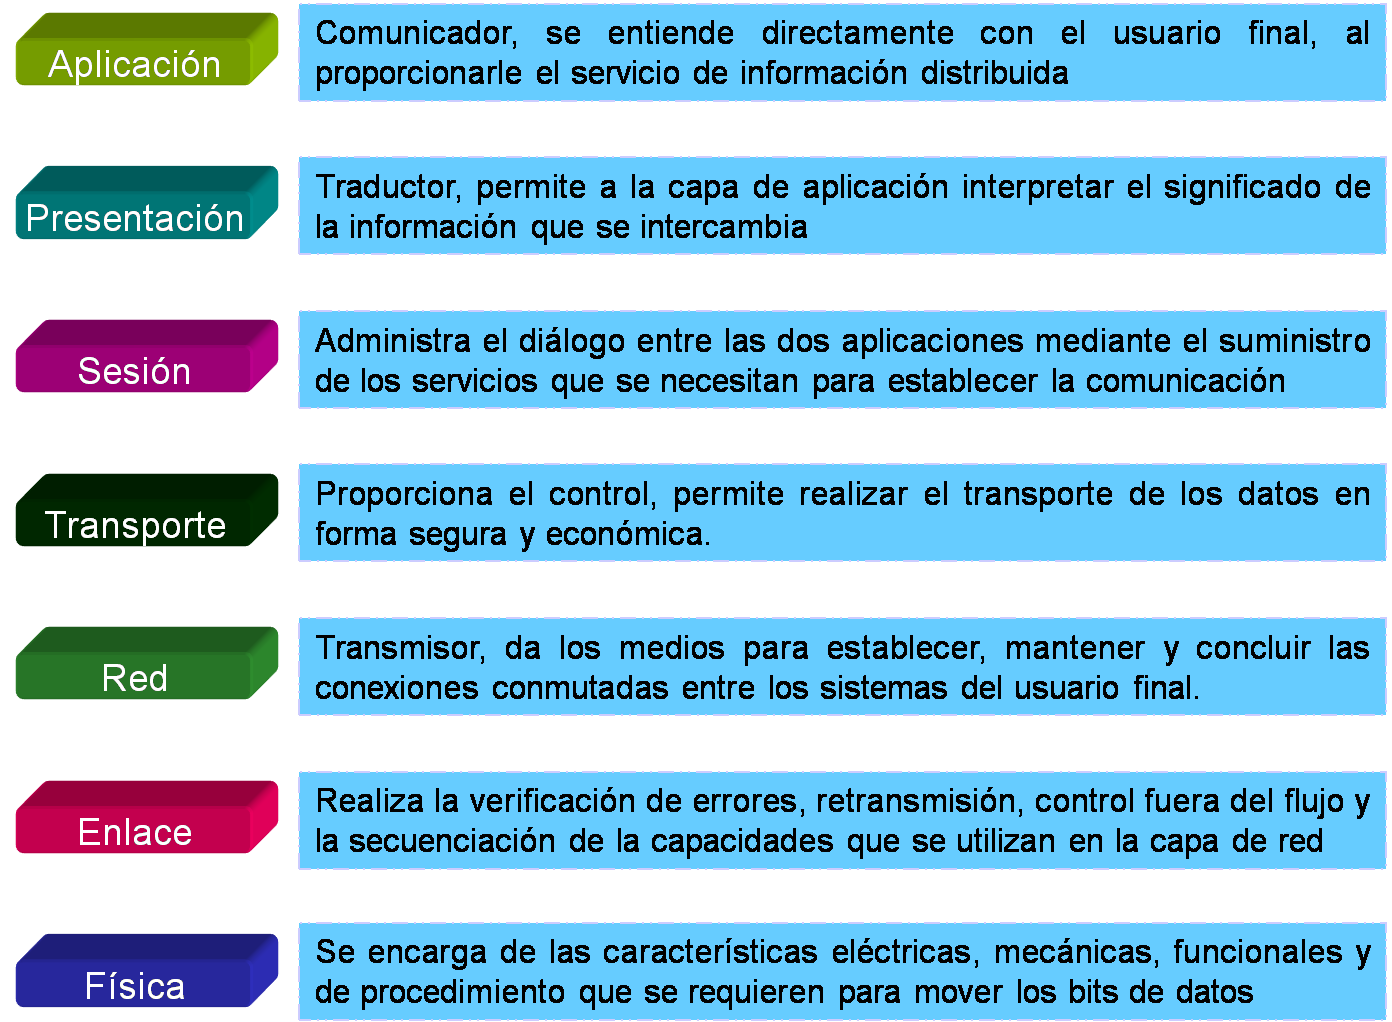 Aplicación
Comunicador, se entiende directamente con el usuario final, al
proporcionarle el servicio de información distribuida
Presentación
Traductor, permite a la capa de aplicación interpretar el significado de
la información que se intercambia
Sesión
Administra el diálogo entre las dos aplicaciones mediante el suministro
de los servicios que se necesitan para establecer la comunicación
Transporte
Proporciona el control, permite realizar el transporte de los datos en
forma segura y económica.
Red
Transmisor, da los medios para establecer, mantener y concluir las
conexiones conmutadas entre los sistemas del usuario final.
Enlace
Realiza la verificación de errores, retransmisión, control fuera del flujo y
la secuenciación de la capacidades que se utilizan en la capa de red
Física
Se encarga de las características eléctricas, mecánicas, funcionales y
de procedimiento que se requieren para mover los bits de datos